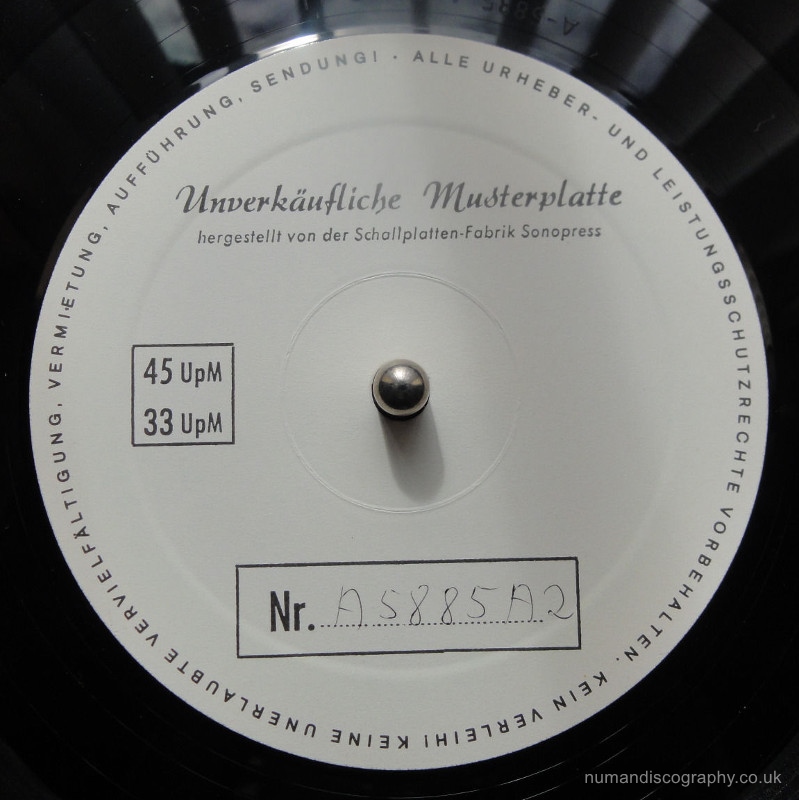 ALLE URHEBER- UND LEISTUNGSSCHUTZRECHTE VORBEHALTEN. KEIN VERLEIH! KEINE UNERLAUBTE VERVIELFÄLTIGUNG, VERMIETUNG, AUFFÜHRUNG, SENDUNG! ·
Unverkäufliche Musterplatte
hergestellt von der Schallplatten-Fabrik Sonopress
45 UpM
33 UpM
Nr. A5885A2
numandiscography.co.uk